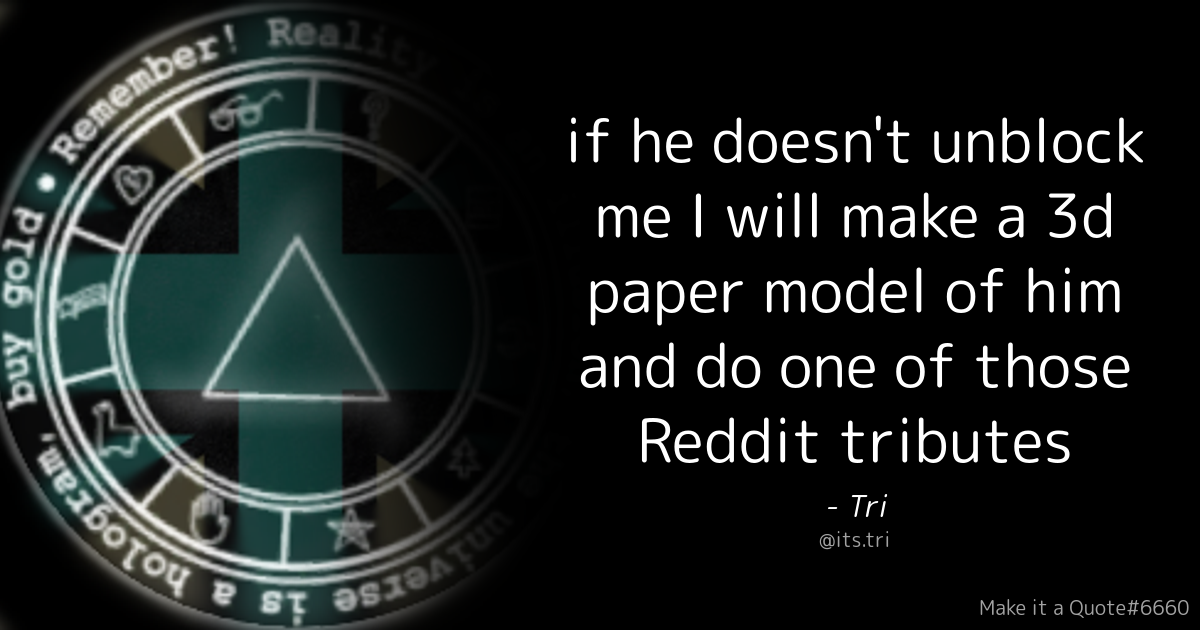 Remember! Reality
universe is a hologram, buy gold •
if he doesn't unblock
me I will make a 3d
paper model of him
and do one of those
Reddit tributes
- Tri
@its.tri
Make it a Quote#6660